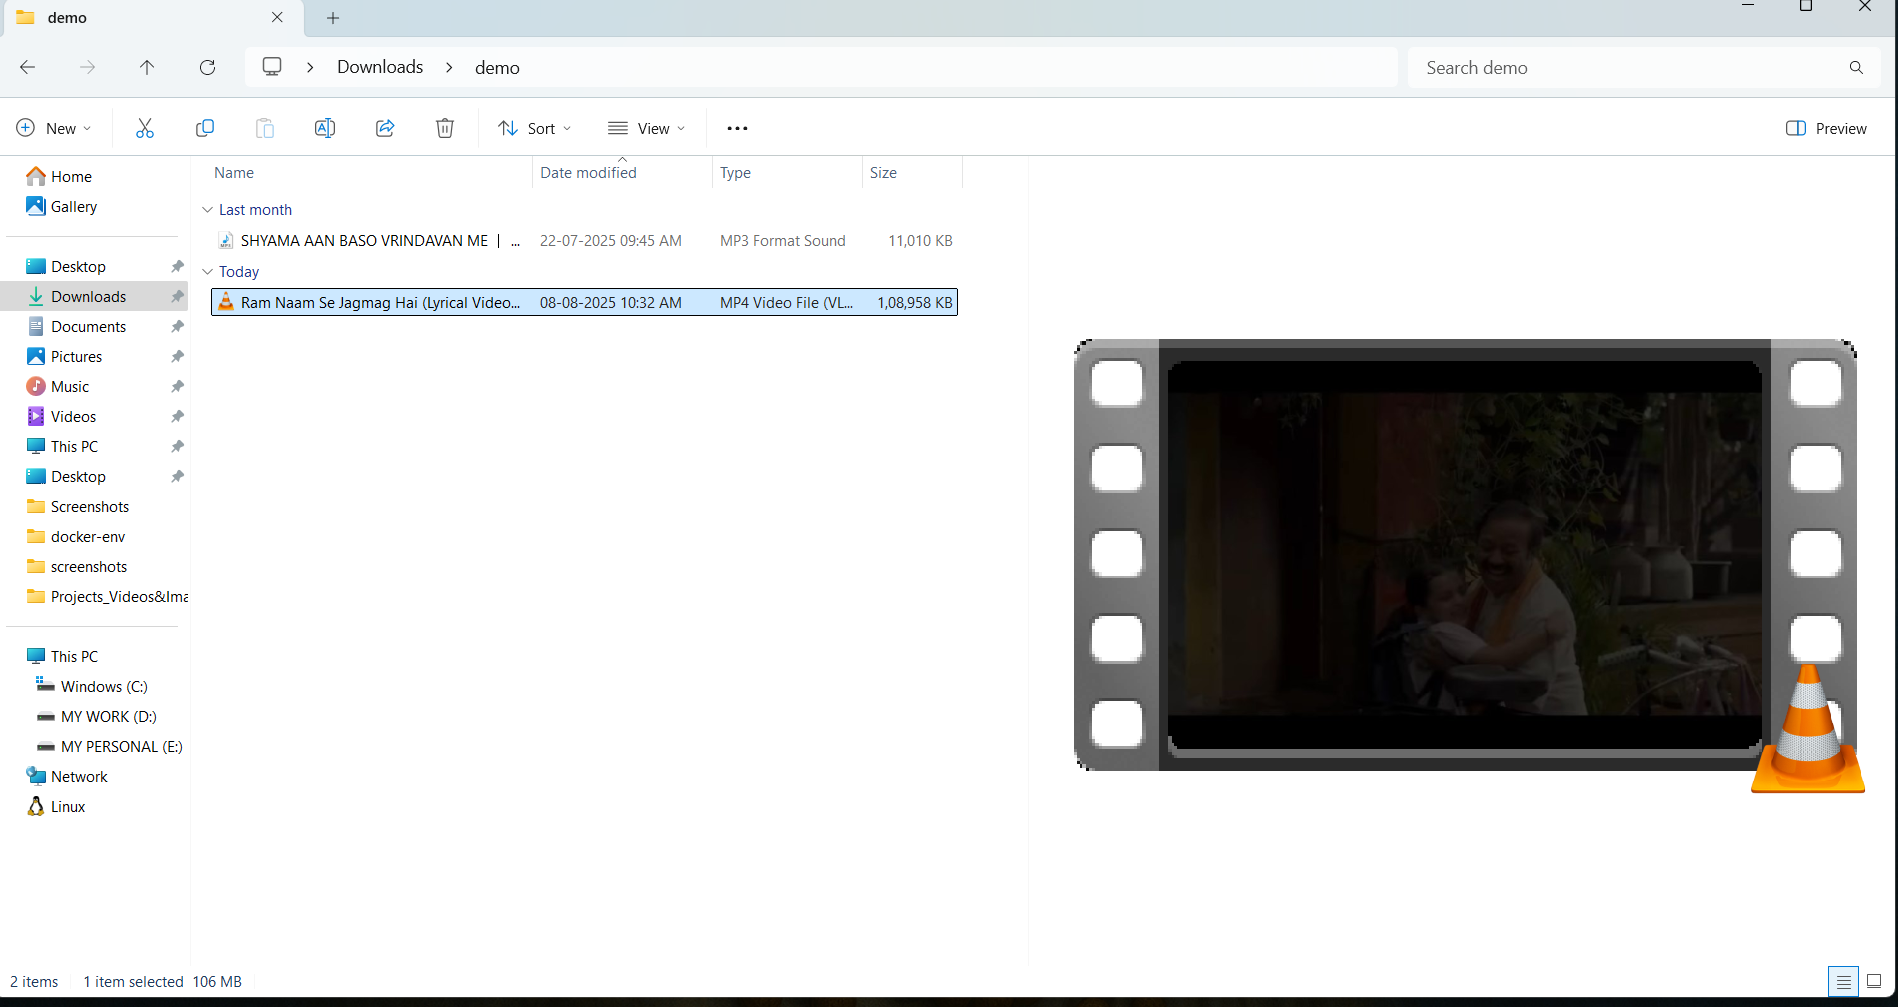 demo
Downloads > demo
Search demo
New
Sort
View
Preview
Home
Gallery
Desktop
Downloads
Documents
Pictures
Music
Videos
This PC
Desktop
Screenshots
docker-env
screenshots
Projects_Videos&Ima
This PC
Windows (C:)
MY WORK (D:)
MY PERSONAL (E:)
Network
Linux
Name Date modified Type Size
Last month
SHYAMA AAN BASO VRINDAVAN ME | ... 22-07-2025 09:45 AM MP3 Format Sound 11,010 KB
Today
Ram Naam Se Jagmag Hai (Lyrical Video... 08-08-2025 10:32 AM MP4 Video File (VL... 1,08,958 KB
2 items 1 item selected 106 MB